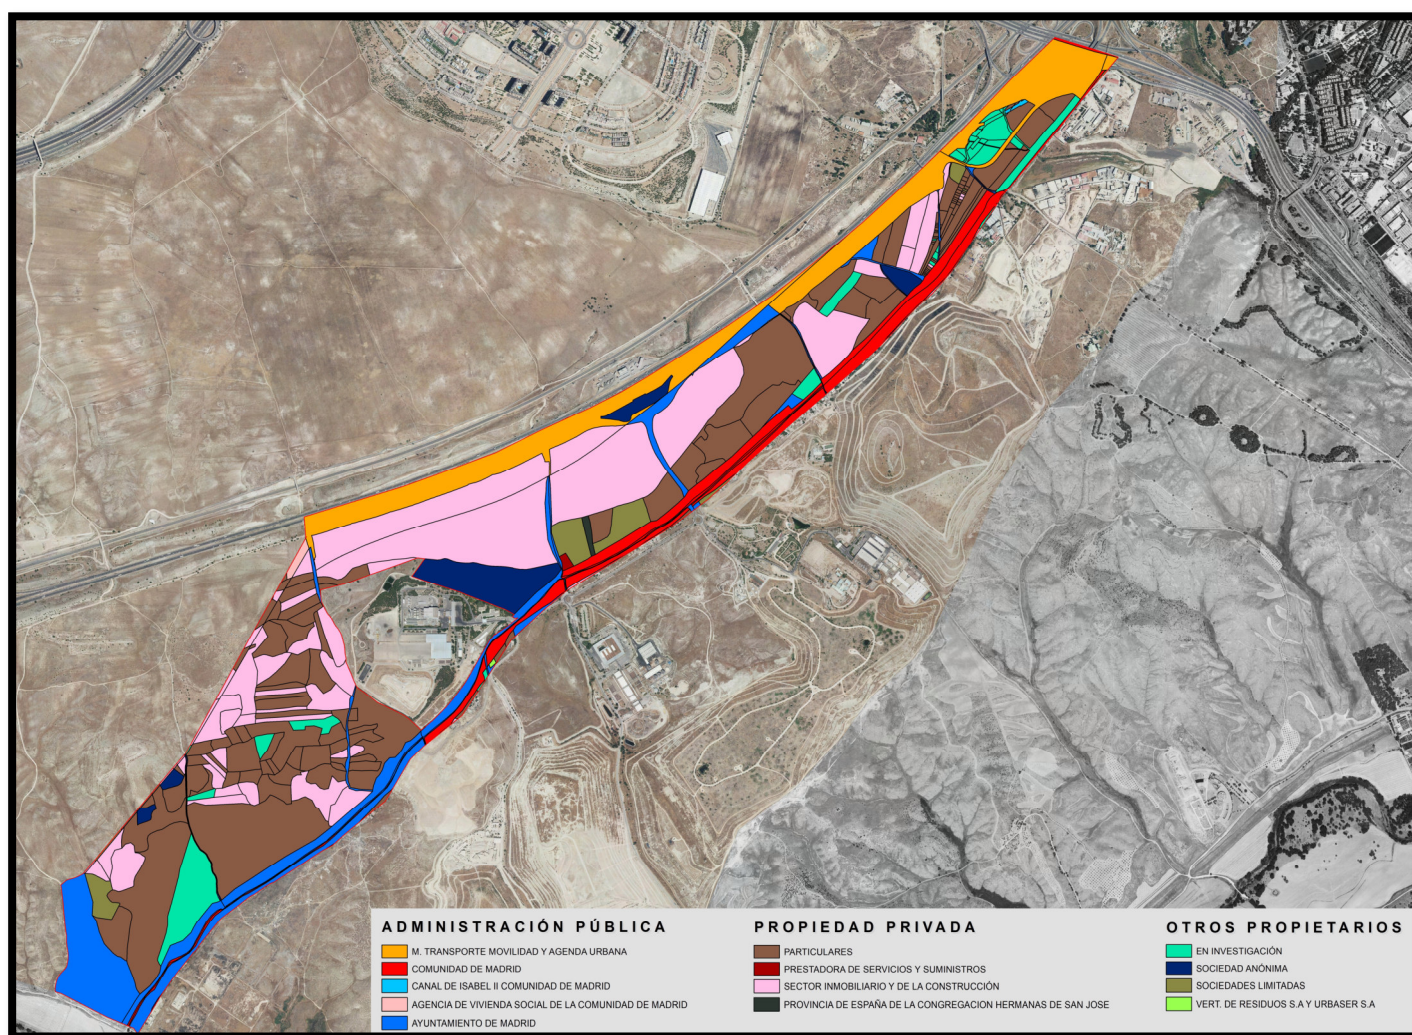 ADMINISTRACIÓN PÚBLICA
M. TRANSPORTE MOVILIDAD Y AGENDA URBANA
COMUNIDAD DE MADRID
CANAL DE ISABEL II COMUNIDAD DE MADRID
AGENCIA DE VIVIENDA SOCIAL DE LA COMUNIDAD DE MADRID
AYUNTAMIENTO DE MADRID
PROPIEDAD PRIVADA
PARTICULARES
PRESTADORA DE SERVICIOS Y SUMINISTROS
SECTOR INMOBILIARIO Y DE LA CONSTRUCCIÓN
PROVINCIA DE ESPAÑA DE LA CONGREGACION HERMANAS DE SAN JOSE
OTROS PROPIETARIOS
EN INVESTIGACIÓN
SOCIEDAD ANÓNIMA
SOCIEDADES LIMITADAS
VERT. DE RESIDUOS S.A Y URBASER S.A